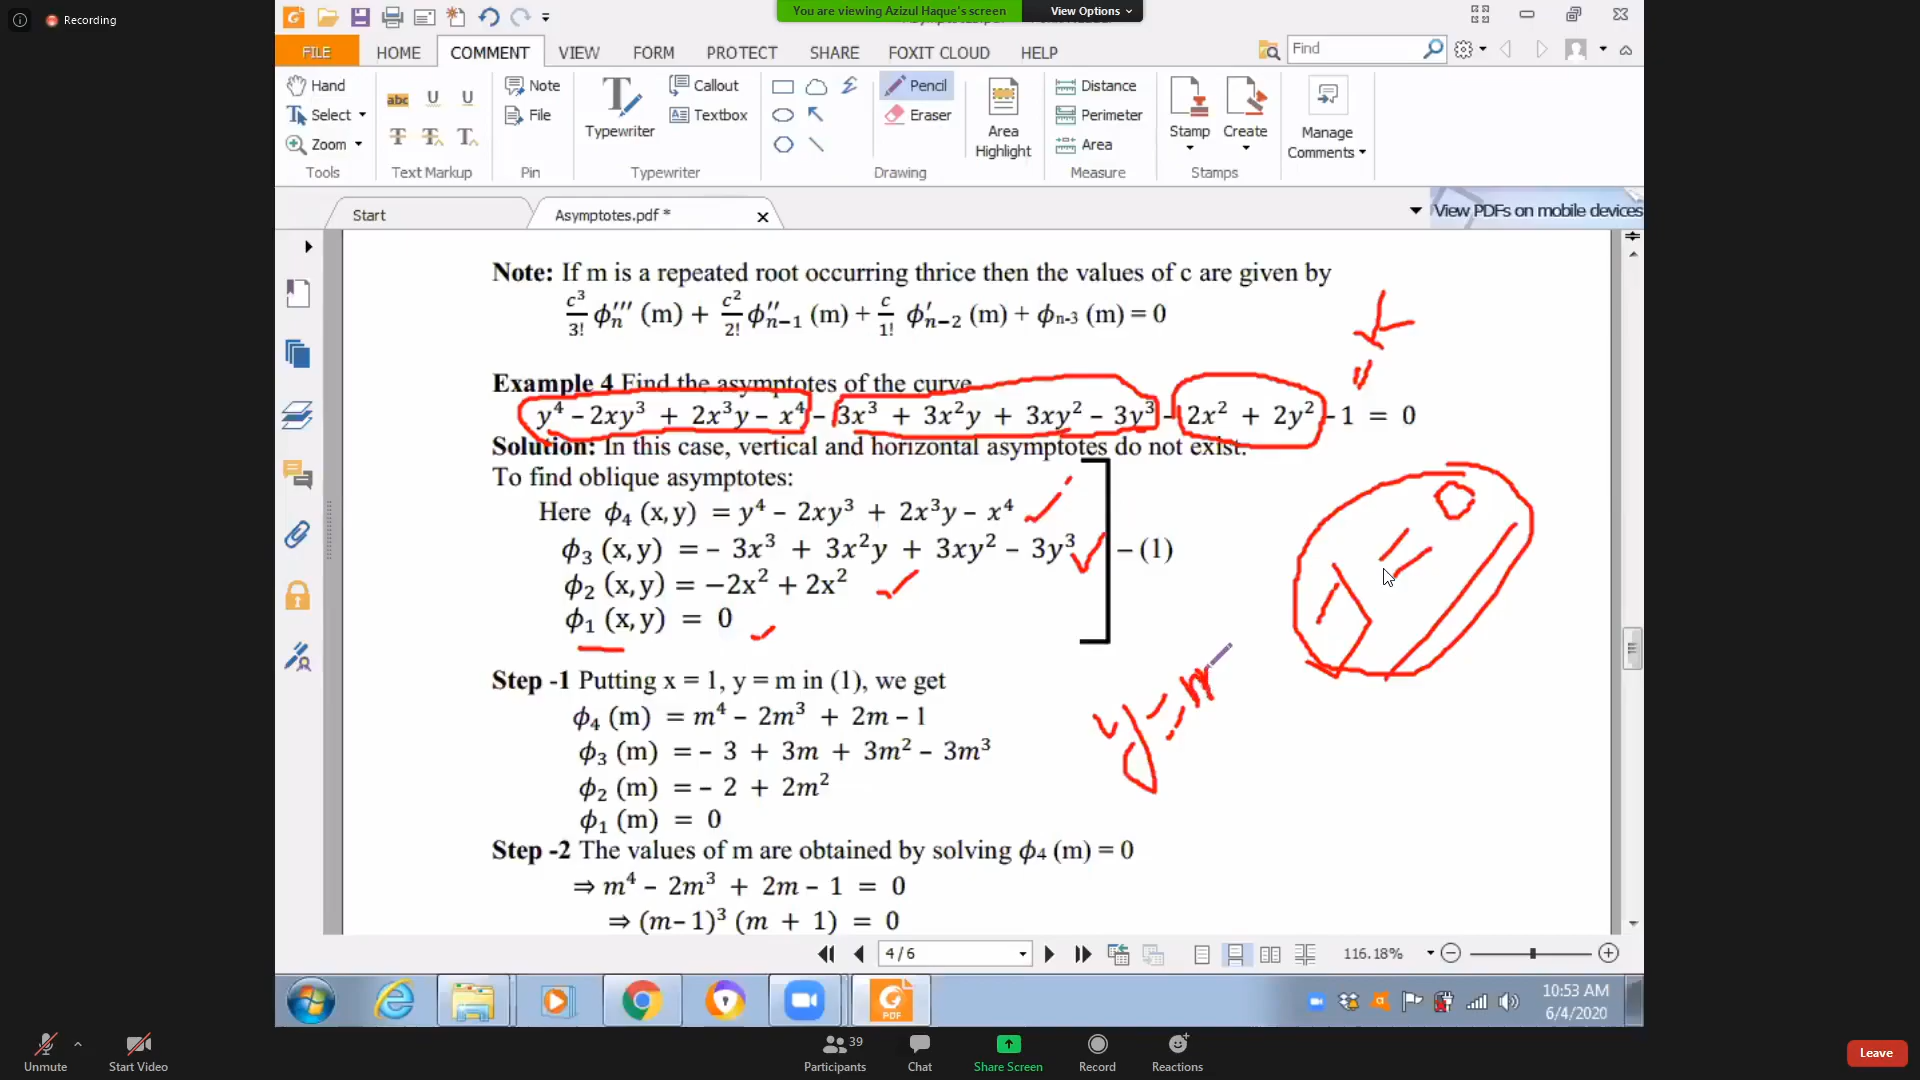 Recording
You are viewing Azizul Haque's screen
View Options
FILE HOME COMMENT VIEW FORM PROTECT SHARE FOXIT CLOUD HELP
Find
Hand
Select
Zoom
Tools
abc U U
T T T
Text Markup
Note
File
Pin
Typewriter
Callout
Textbox
Typewriter
Pencil
Eraser
Drawing
Area Highlight
Distance
Perimeter
Area
Measure
Stamp
Create
Stamps
Manage Comments
Start
Asymptotes.pdf *
View PDFs on mobile devices
Note: If m is a repeated root occurring thrice then the values of c are given by
c³/3! ϕₙ‴ (m) + c²/2! ϕ″ₙ₋₁ (m) + c/1! ϕ′ₙ₋₂ (m) + ϕn-3 (m) = 0
Example 4 Find the asymptotes of the curve
y⁴ – 2xy³ + 2x³y – x⁴ – 3x³ + 3x²y + 3xy² – 3y³ – 2x² + 2y² – 1 = 0
Solution: In this case, vertical and horizontal asymptotes do not exist.
To find oblique asymptotes:
Here ϕ₄ (x,y) = y⁴ – 2xy³ + 2x³y – x⁴
ϕ₃ (x,y) = – 3x³ + 3x²y + 3xy² – 3y³ – (1)
ϕ₂ (x,y) = −2x² + 2x²
ϕ₁ (x,y) = 0
y = m
Step -1 Putting x = 1, y = m in (1), we get
ϕ₄ (m) = m⁴ – 2m³ + 2m – 1
ϕ₃ (m) = – 3 + 3m + 3m² – 3m³
ϕ₂ (m) = – 2 + 2m²
ϕ₁ (m) = 0
Step -2 The values of m are obtained by solving ϕ4 (m) = 0
⇒ m⁴ – 2m³ + 2m – 1 = 0
⇒ (m – 1)³ (m + 1) = 0
4 / 6
116.18%
PDF
10:53 AM
6/4/2020
Unmute
Start Video
39
Participants
Chat
Share Screen
Record
Reactions
Leave